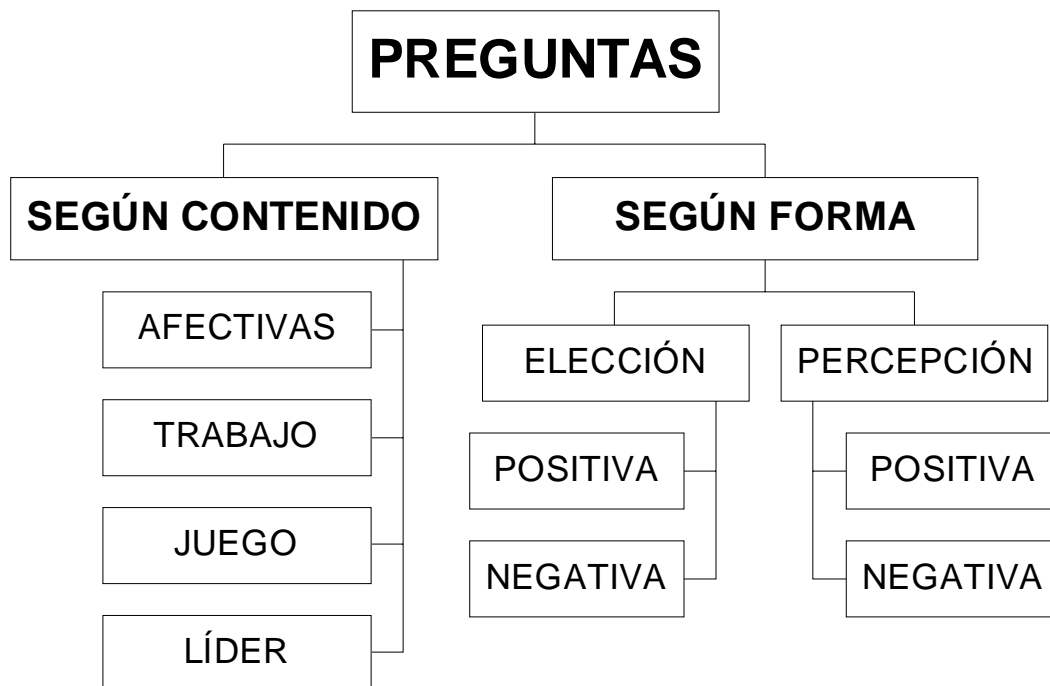 PREGUNTAS
SEGÚN CONTENIDO
AFECTIVAS
TRABAJO
JUEGO
LÍDER
SEGÚN FORMA
ELECCIÓN
POSITIVA
NEGATIVA
PERCEPCIÓN
POSITIVA
NEGATIVA